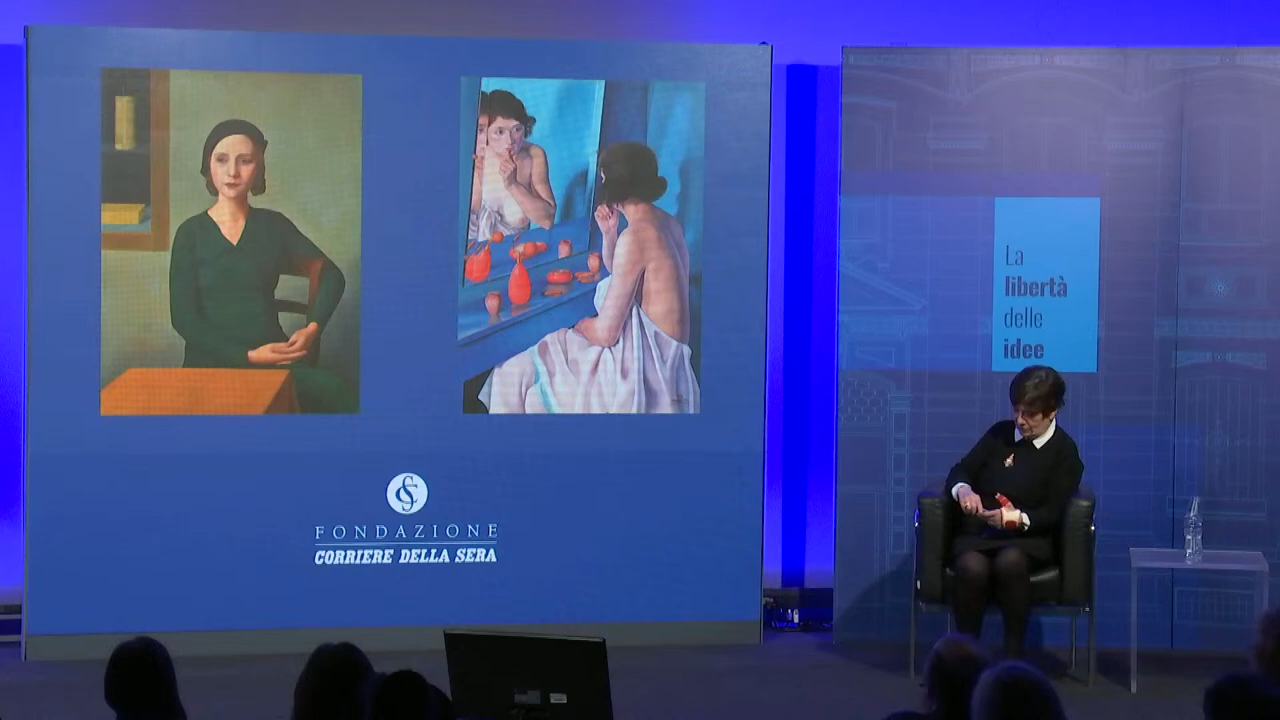 FONDAZIONE
CORRIERE DELLA SERA
La
libertà
delle
idee